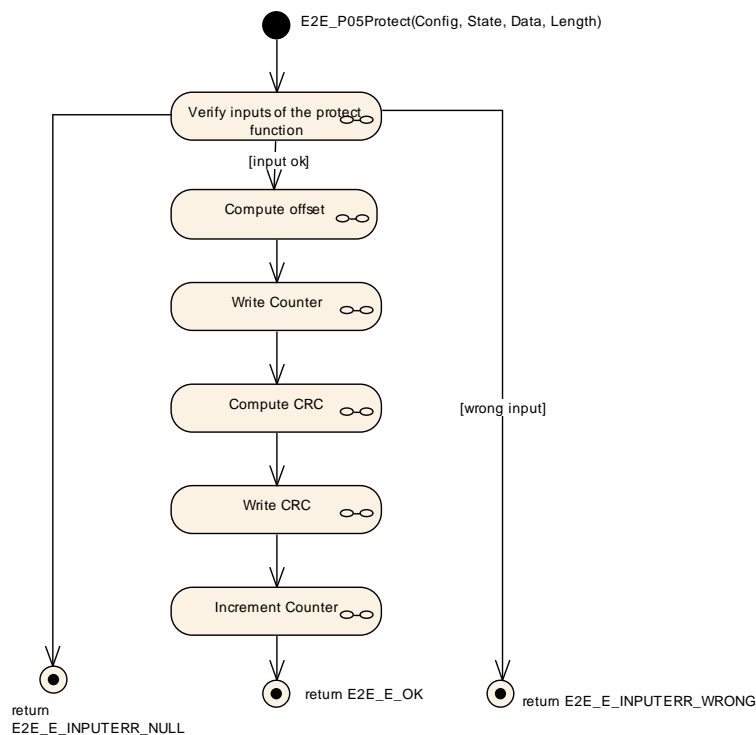 E2E_P05Protect(Config, State, Data, Length)
Verify inputs of the protect
function
[input ok]
Compute offset
Write Counter
Compute CRC
[wrong input]
Write CRC
Increment Counter
return E2E_E_OK
return E2E_E_INPUTERR_WRONG
return
E2E_E_INPUTERR_NULL